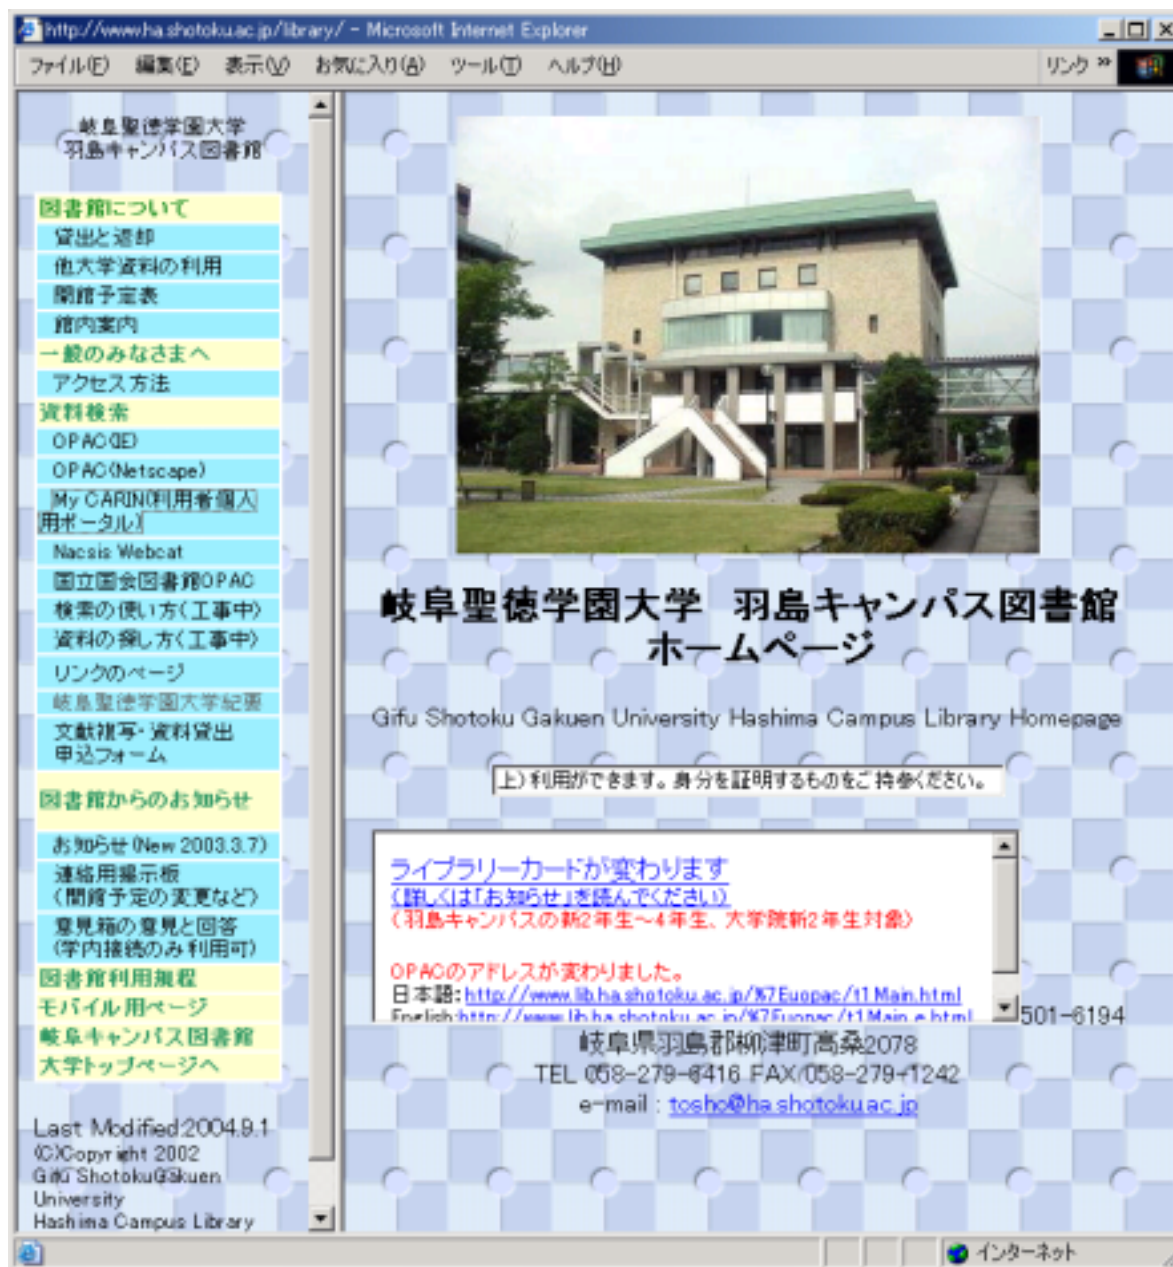 http://www.ha.shotoku.ac.jp/library/ - Microsoft Internet Explorer
ファイル(F) 編集(E) 表示(V) お気に入り(A) ツール(T) ヘルプ(H) リンク »
岐阜聖徳学園大学
羽島キャンパス図書館
図書館について
貸出と返却
他大学資料の利用
開館予定表
館内案内
一般のみなさまへ
アクセス方法
資料検索
OPAC(IE)
OPAC(Netscape)
My CARIN(利用者個人
用ポータル)
Nacsis Webcat
国立国会図書館OPAC
検索の使い方(工事中)
資料の探し方(工事中)
リンクのページ
岐阜聖徳学園大学紀要
文献複写・資料貸出
申込フォーム
図書館からのお知らせ
お知らせ(New 2003.3.7)
連絡用掲示板
(開館予定の変更など)
意見箱の意見と回答
(学内接続のみ利用可)
図書館利用規程
モバイル用ページ
岐阜キャンパス図書館
大学トップページへ
Last Modified:2004.9.1
(C)Copyright 2002
Gifu ShotokuGakuen
University
Hashima Campus Library
岐阜聖徳学園大学 羽島キャンパス図書館
ホームページ
Gifu Shotoku Gakuen University Hashima Campus Library Homepage
上)利用ができます。身分を証明するものをご持参ください。
ライブラリーカードが変わります
(詳しくは「お知らせ」を読んでください)
(羽島キャンパスの新2年生~4年生、大学院新2年生対象)
OPACのアドレスが変わりました。
日本語:http://www.lib.ha.shotoku.ac.jp/%7Euopac/t1Main.html
English:http://www.lib.ha.shotoku.ac.jp/%7Euopac/t1Main_e.html
501-6194
岐阜県羽島郡柳津町高桑2078
TEL 058-279-6416 FAX/058-279-1242
e-mail : tosho@ha.shotoku.ac.jp
インターネット